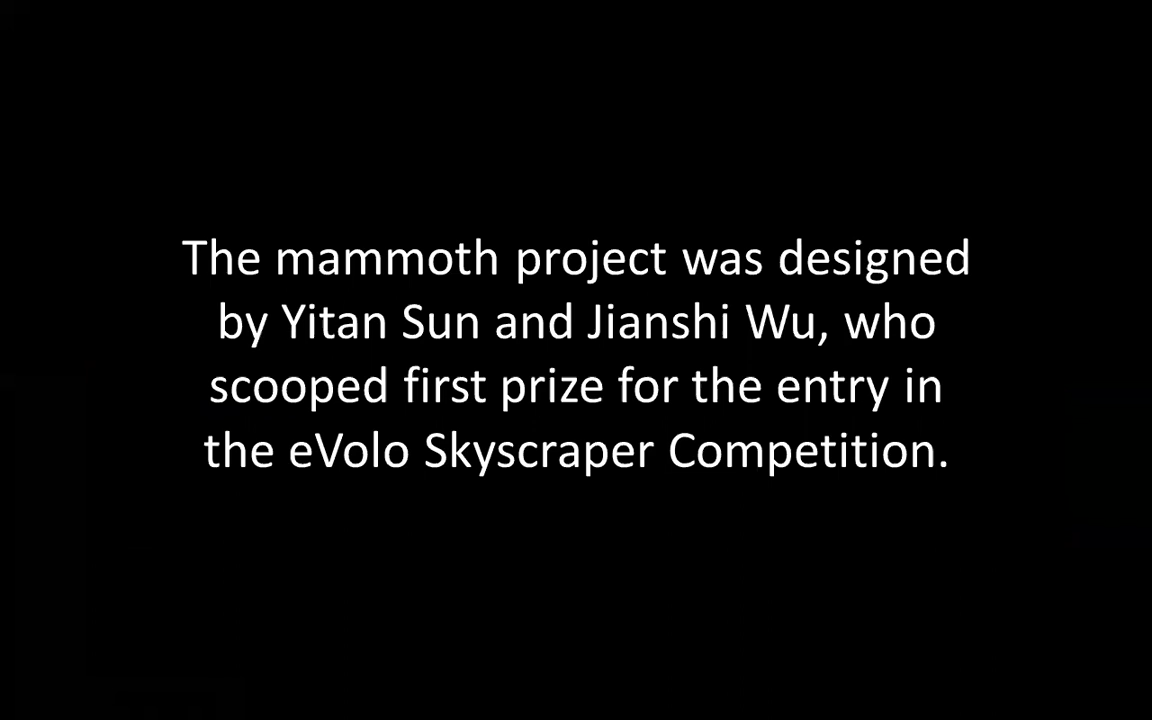 The mammoth project was designed
by Yitan Sun and Jianshi Wu, who
scooped first prize for the entry in
the eVolo Skyscraper Competition.